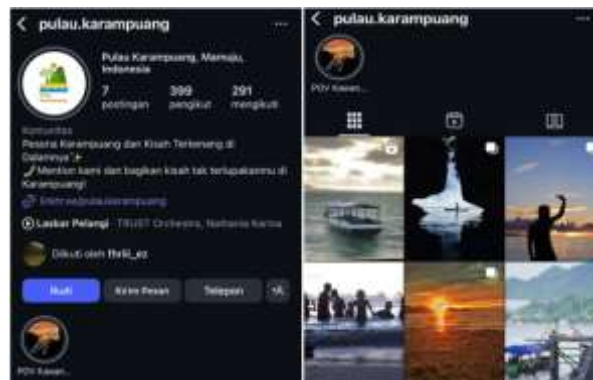 pulau.karampuang
Pulau Karampuang, Mamuju,
Indonesia
7 399 291
postingan pengikut mengikuti
Komunitas
Pesona Karampuang dan Kisah Terkenang di
Dalamnya
Mention kami dan bagikan kisah tak terlupakanmu di
Karampuang!
Laskar Pelangi · TRUST Orchestra, Nathania Karina
Diikuti oleh fhriii_ez
Ikuti Kirim Pesan Telepon
POV Kawan...
pulau.karampuang
POV Kawan...